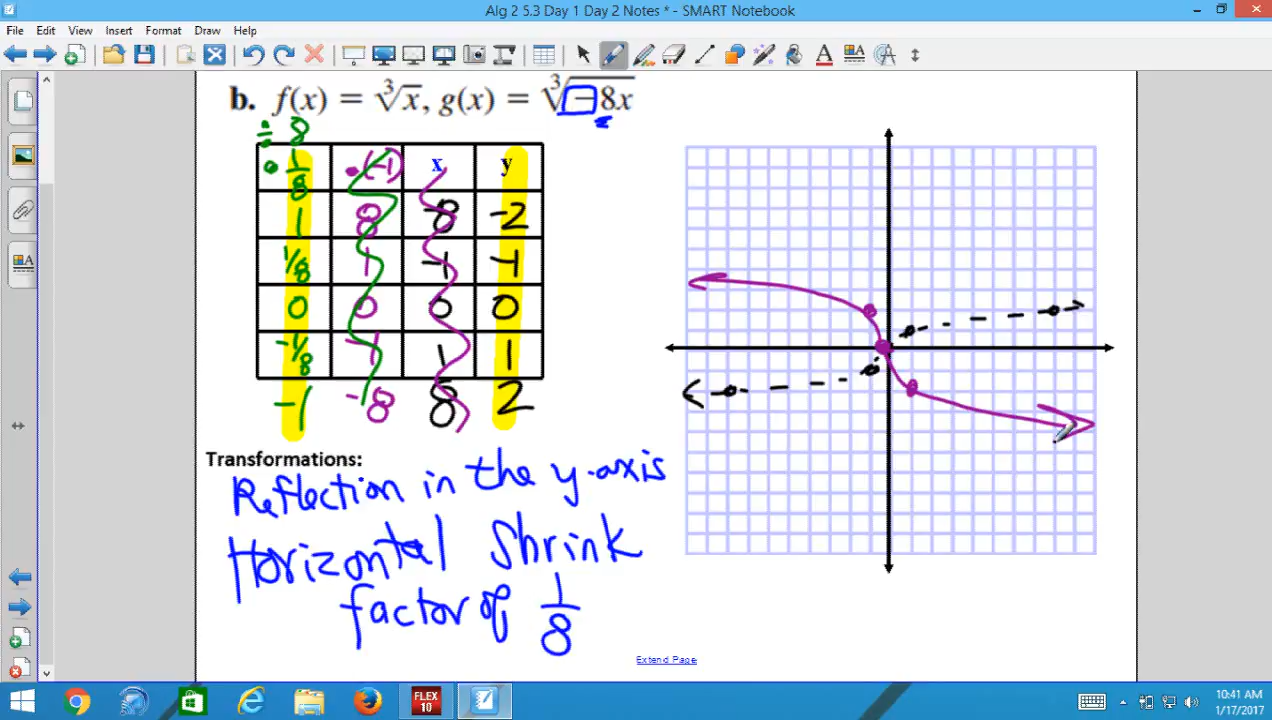 Alg 2 5.3 Day 1 Day 2 Notes * - SMART Notebook
File Edit View Insert Format Draw Help
b. f(x) = ∛x, g(x) = ∛-8x
÷ 8
· 1/8 ·(-1) x y
1 8 -8 -2
1/8 1 -1 -1
0 0 0 0
-1/8 -1 1 1
-1 -8 8 2
Transformations:
Reflection in the y-axis
Horizontal Shrink
factor of 1/8
Extend Page
FLEX
10
10:41 AM
1/17/2017